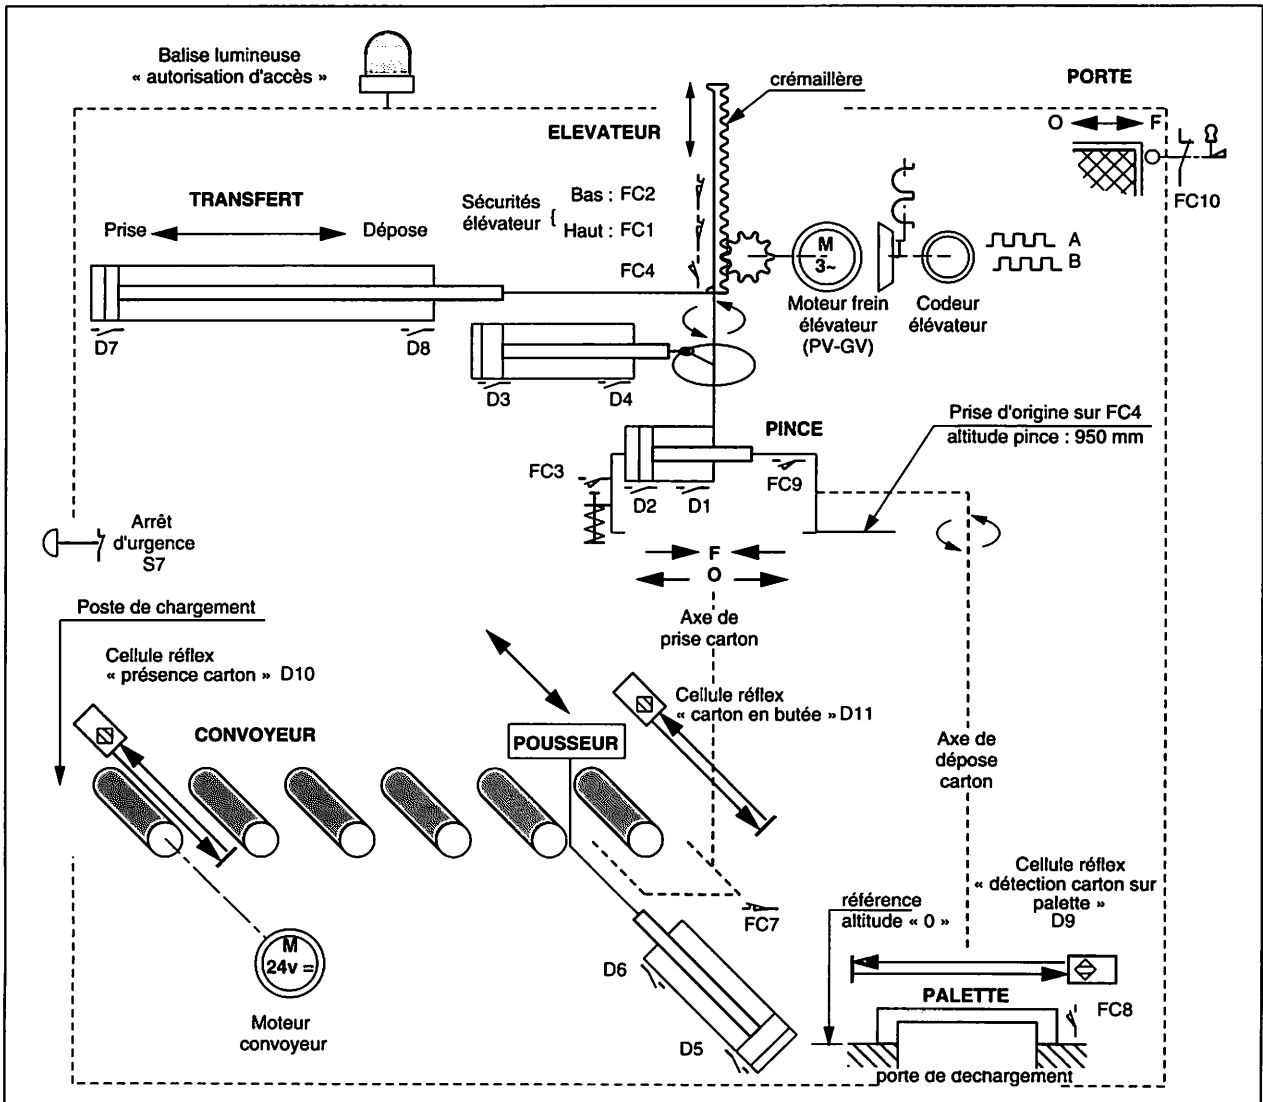 Balise lumineuse
« autorisation d'accès »
crémaillère
PORTE
O F
ELEVATEUR
FC10
TRANSFERT
Prise Dépose
Sécurités
élévateur {
Bas : FC2
Haut : FC1
FC4
M
3~
A
B
Moteur frein
élévateur
(PV-GV)
Codeur
élévateur
D7
D8
D3
D4
Prise d'origine sur FC4
altitude pince : 950 mm
PINCE
FC3
FC9
D2
D1
Arrêt
d'urgence
S7
F
O
Poste de chargement
Axe de
prise carton
Cellule réflex
« présence carton » D10
Cellule réflex
« carton en butée » D11
CONVOYEUR
POUSSEUR
Axe de
dépose
carton
Cellule réflex
« détection carton sur
palette »
D9
référence
altitude « 0 »
FC7
M
24v =
D6
PALETTE
FC8
Moteur
convoyeur
D5
porte de dechargement